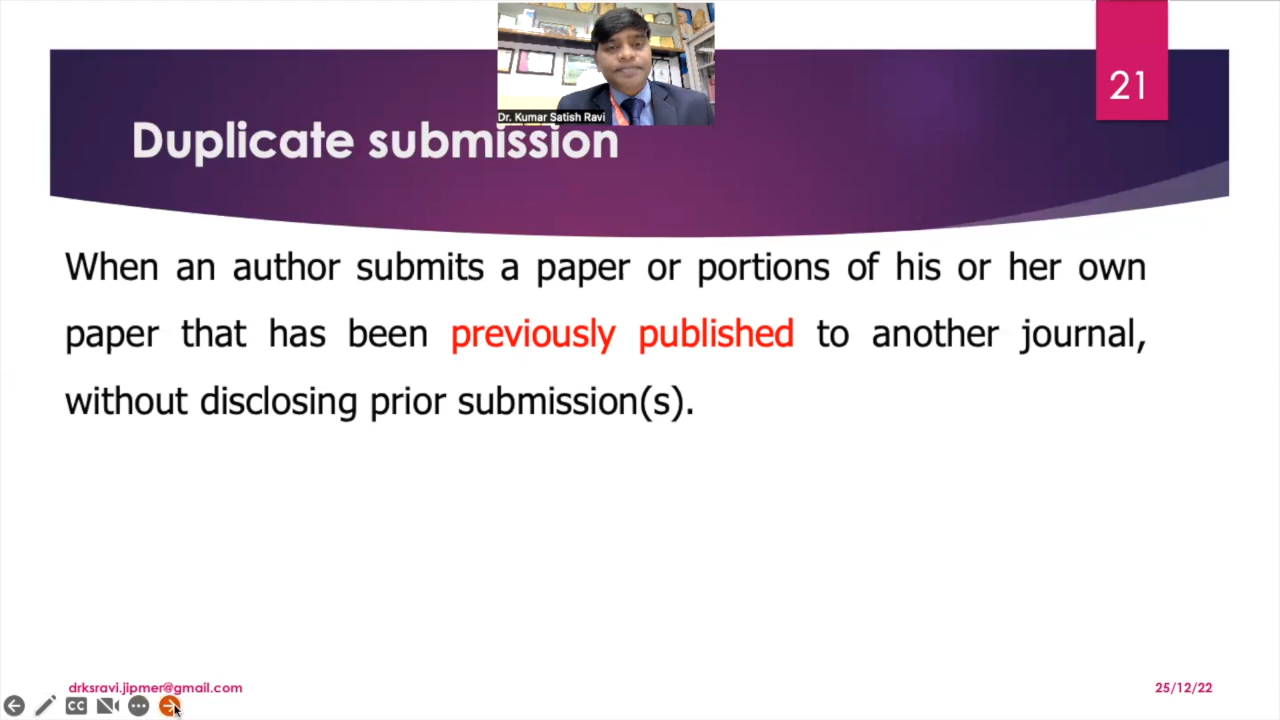 Dr. Kumar Satish Ravi
21
Duplicate submission
When an author submits a paper or portions of his or her own
paper that has been previously published to another journal,
without disclosing prior submission(s).
drksravi.jipmer@gmail.com
25/12/22
CC